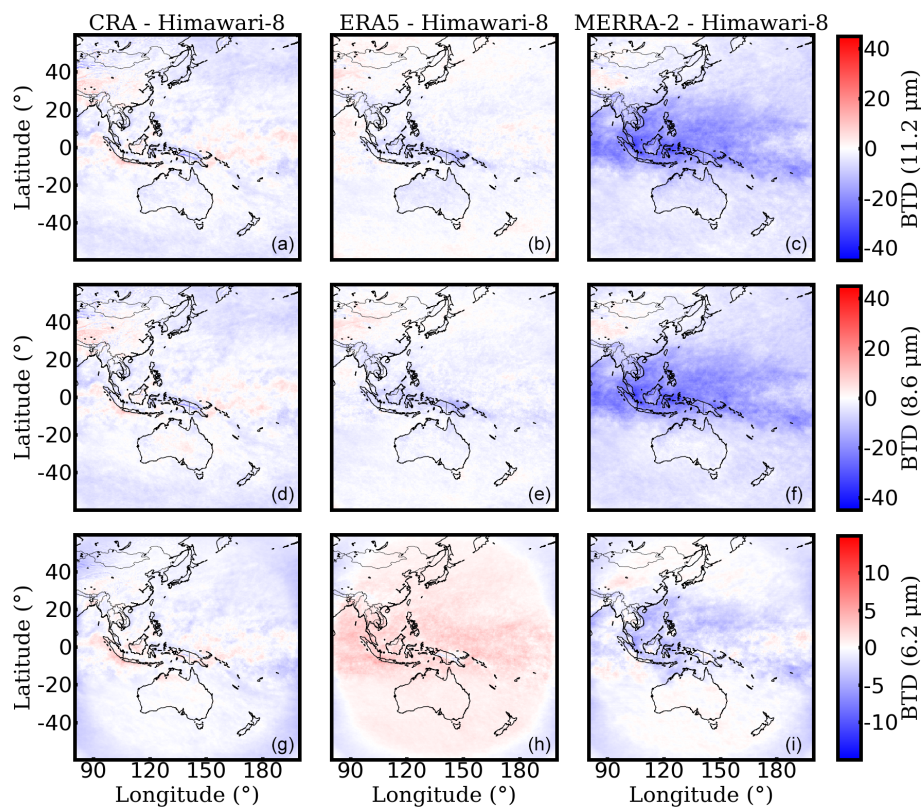 CRA - Himawari-8 ERA5 - Himawari-8 MERRA-2 - Himawari-8
Latitude (°)
40
20
0
-20
-40
(a)
(b)
(c)
40
20
0
-20
-40
BTD (11.2 μm)
Latitude (°)
40
20
0
-20
-40
(d)
(e)
(f)
40
20
0
-20
-40
BTD (8.6 μm)
Latitude (°)
40
20
0
-20
-40
(g)
(h)
(i)
10
5
0
-5
-10
BTD (6.2 μm)
90 120 150 180 90 120 150 180 90 120 150 180
Longitude (°) Longitude (°) Longitude (°)